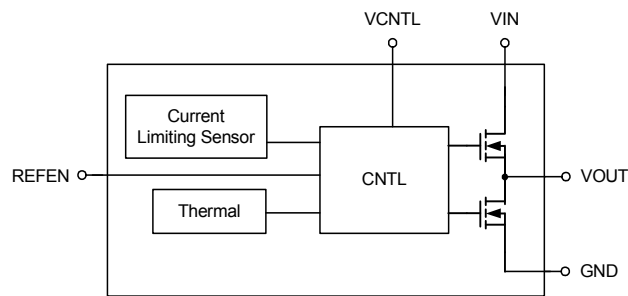 VCNTL
VIN
Current
Limiting Sensor
REFEN
CNTL
VOUT
Thermal
GND